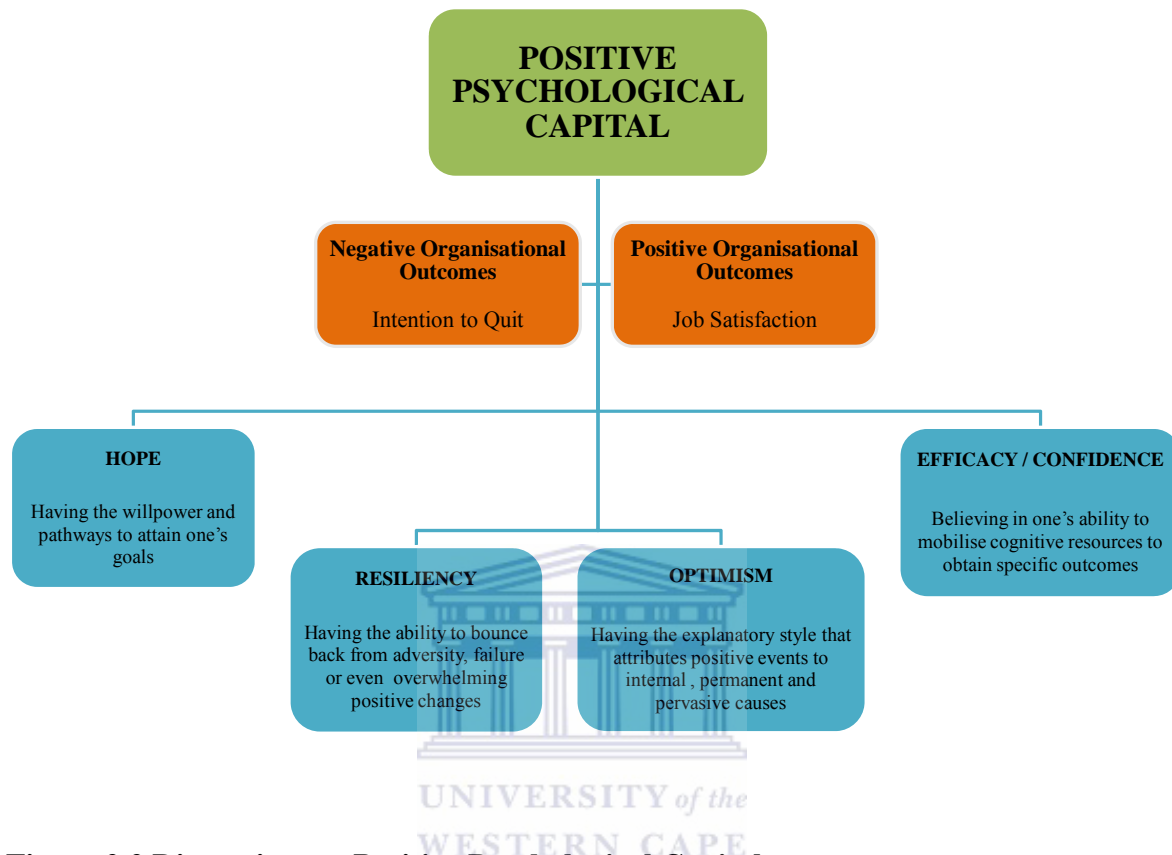 POSITIVE
PSYCHOLOGICAL
CAPITAL
Negative Organisational
Outcomes
Intention to Quit
Positive Organisational
Outcomes
Job Satisfaction
HOPE
Having the willpower and
pathways to attain one’s
goals
RESILIENCY
Having the ability to bounce
back from adversity, failure
or even overwhelming
positive changes
OPTIMISM
Having the explanatory style that
attributes positive events to
internal , permanent and
pervasive causes
EFFICACY / CONFIDENCE
Believing in one’s ability to
mobilise cognitive resources to
obtain specific outcomes
UNIVERSITY of the
WESTERN CAPE